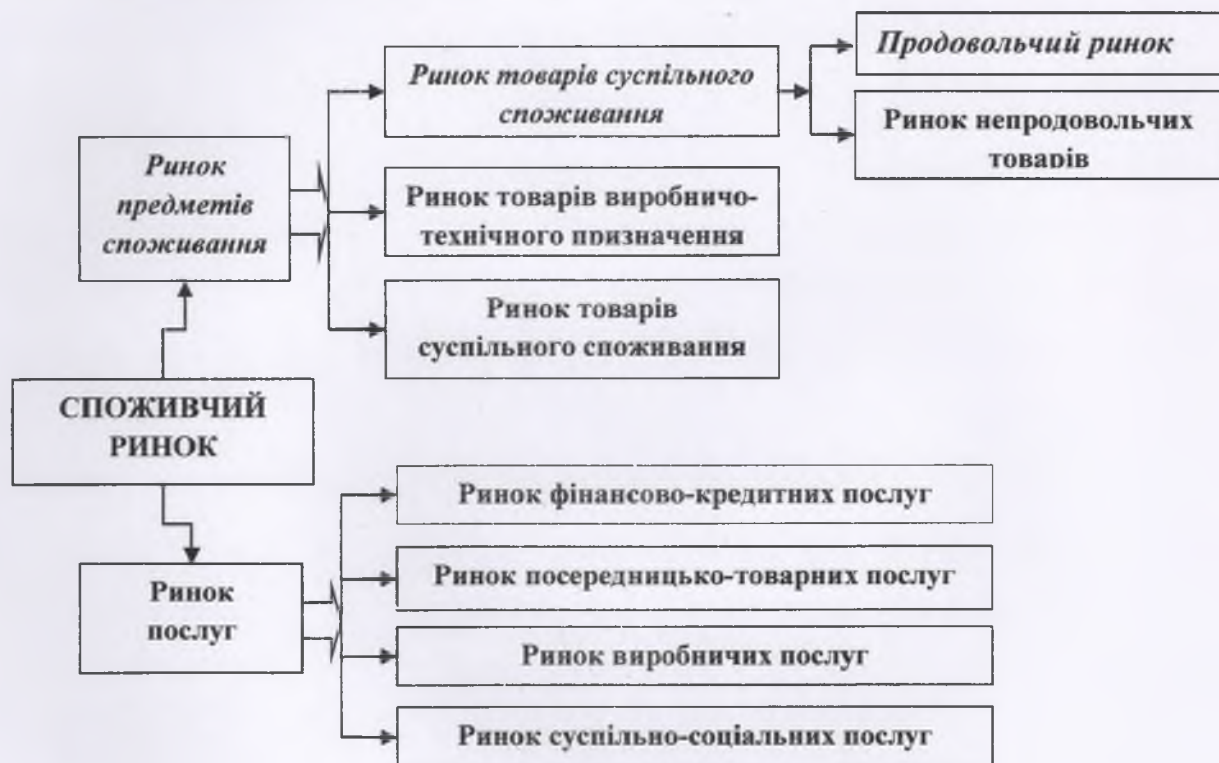 Продовольчий ринок
Ринок товарів суспільного
споживання
Ринок непродовольчих
товарів
Ринок
предметів
споживання
Ринок товарів виробничо-
технічного призначення
Ринок товарів
суспільного споживання
СПОЖИВЧИЙ
РИНОК
Ринок фінансово-кредитних послуг
Ринок посередницько-товарних послуг
Ринок
послуг
Ринок виробничих послуг
Ринок суспільно-соціальних послуг